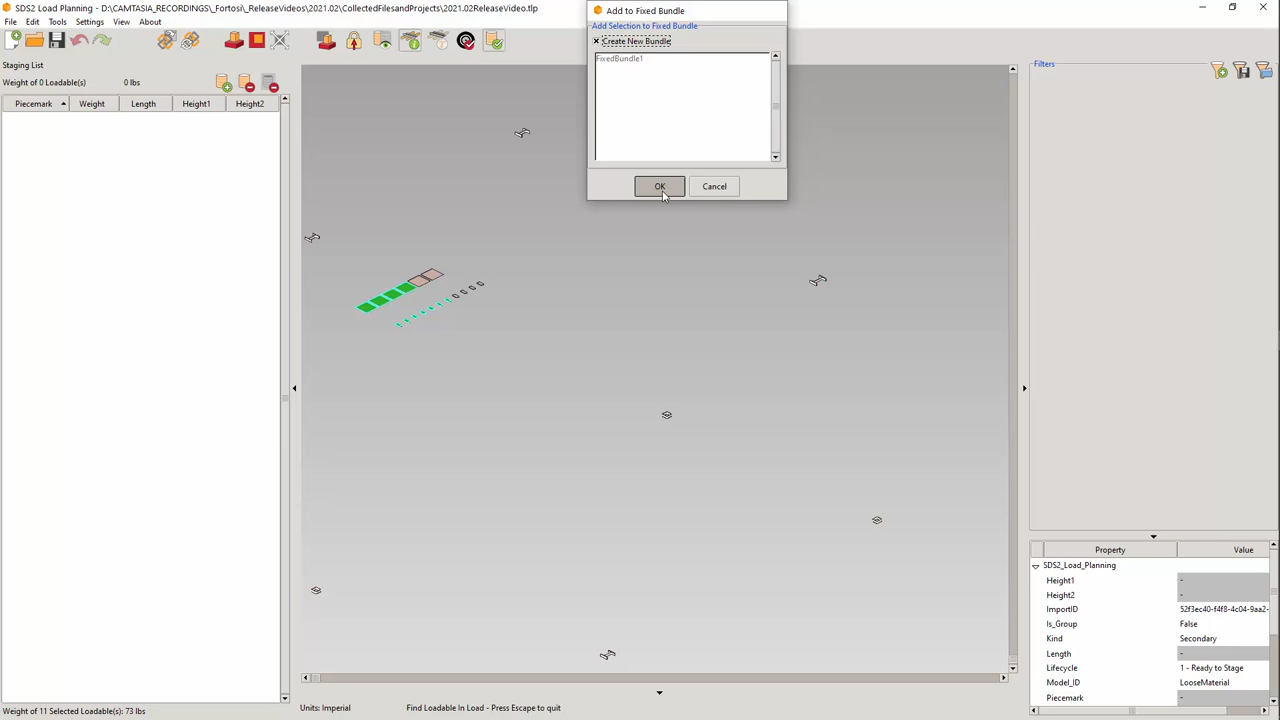 SDS2 Load Planning - D:\CAMTASIA_RECORDINGS\_Fortosi\_ReleaseVideos\2021.02\CollectedFilesandProjects\2021.02ReleaseVideo.tlp
File Edit Tools Settings View About
Staging List
Weight of 0 Loadable(s) 0 lbs
Piecemark Weight Length Height1 Height2
Add to Fixed Bundle
Add Selection to Fixed Bundle
Create New Bundle
FixedBundle1
OK Cancel
Filters
Property Value
SDS2_Load_Planning
Height1 -
Height2 -
ImportID 52f3ec40-f4f8-4c04-9aa2-
Is_Group False
Kind Secondary
Length -
Lifecycle 1 - Ready to Stage
Model_ID LooseMaterial
Piecemark -
Weight of 11 Selected Loadable(s): 73 lbs
Units: Imperial
Find Loadable In Load - Press Escape to quit